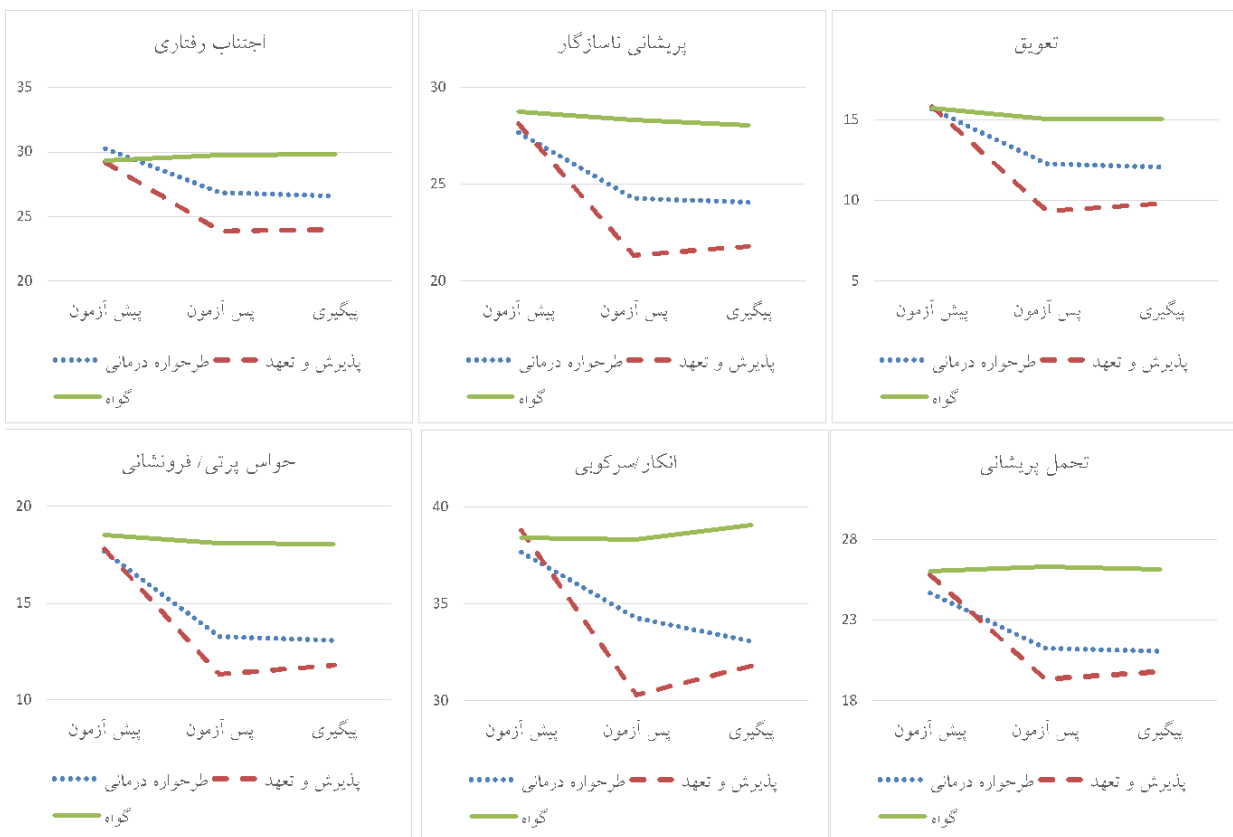 اجتناب رفتاری
35
30
25
20
پیش آزمون پس آزمون پیگیری
طرحواره درمانی پذیرش و تعهد
گواه
پریشانی ناسازگار
30
25
20
پیش آزمون پس آزمون پیگیری
طرحواره درمانی پذیرش و تعهد
گواه
تعویق
15
10
5
پیش آزمون پس آزمون پیگیری
طرحواره درمانی پذیرش و تعهد
گواه
حواس پرتی/ فرونشانی
20
15
10
پیش آزمون پس آزمون پیگیری
طرحواره درمانی پذیرش و تعهد
گواه
انکار/سرکوبی
40
35
30
پیش آزمون پس آزمون پیگیری
طرحواره درمانی پذیرش و تعهد
گواه
تحمل پریشانی
28
23
18
پیش آزمون پس آزمون پیگیری
طرحواره درمانی پذیرش و تعهد
گواه